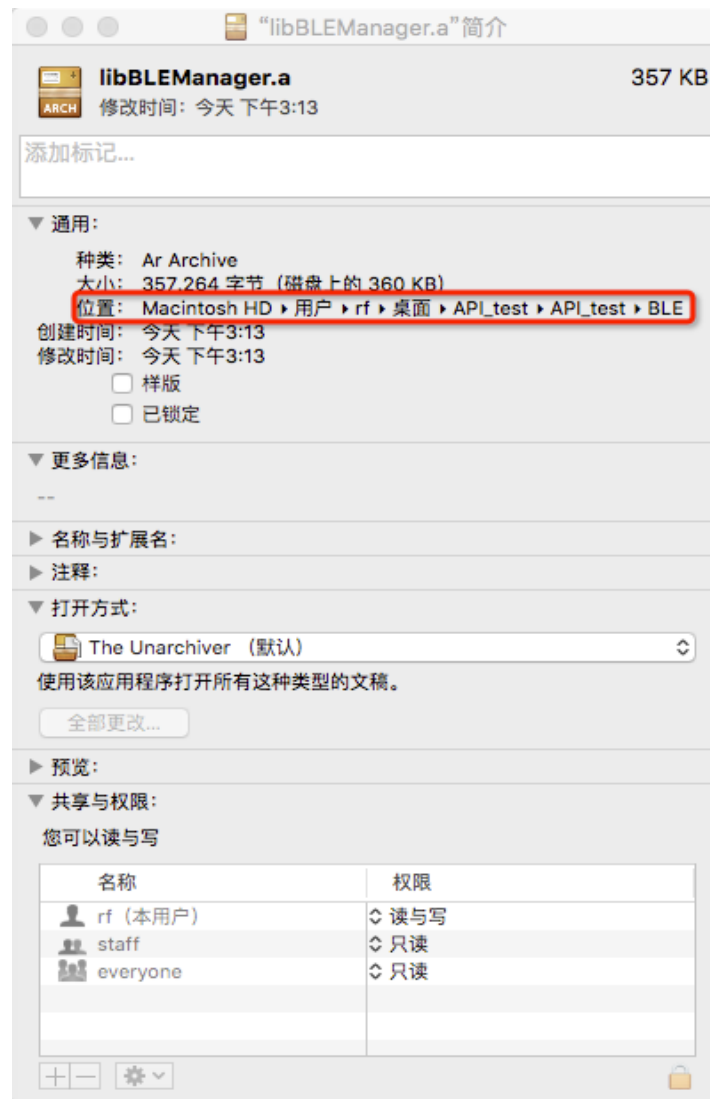 “libBLEManager.a”简介
libBLEManager.a 357 KB
ARCH 修改时间：今天 下午3:13
添加标记...
▼ 通用：
种类： Ar Archive
大小： 357,264 字节（磁盘上的 360 KB）
位置： Macintosh HD ▸ 用户 ▸ rf ▸ 桌面 ▸ API_test ▸ API_test ▸ BLE
创建时间： 今天 下午3:13
修改时间： 今天 下午3:13
样版
已锁定
▼ 更多信息：
--
▶ 名称与扩展名：
▶ 注释：
▼ 打开方式：
The Unarchiver （默认）
使用该应用程序打开所有这种类型的文稿。
全部更改...
▶ 预览：
▼ 共享与权限：
您可以读与写
名称 权限
rf（本用户） 读与写
staff 只读
everyone 只读